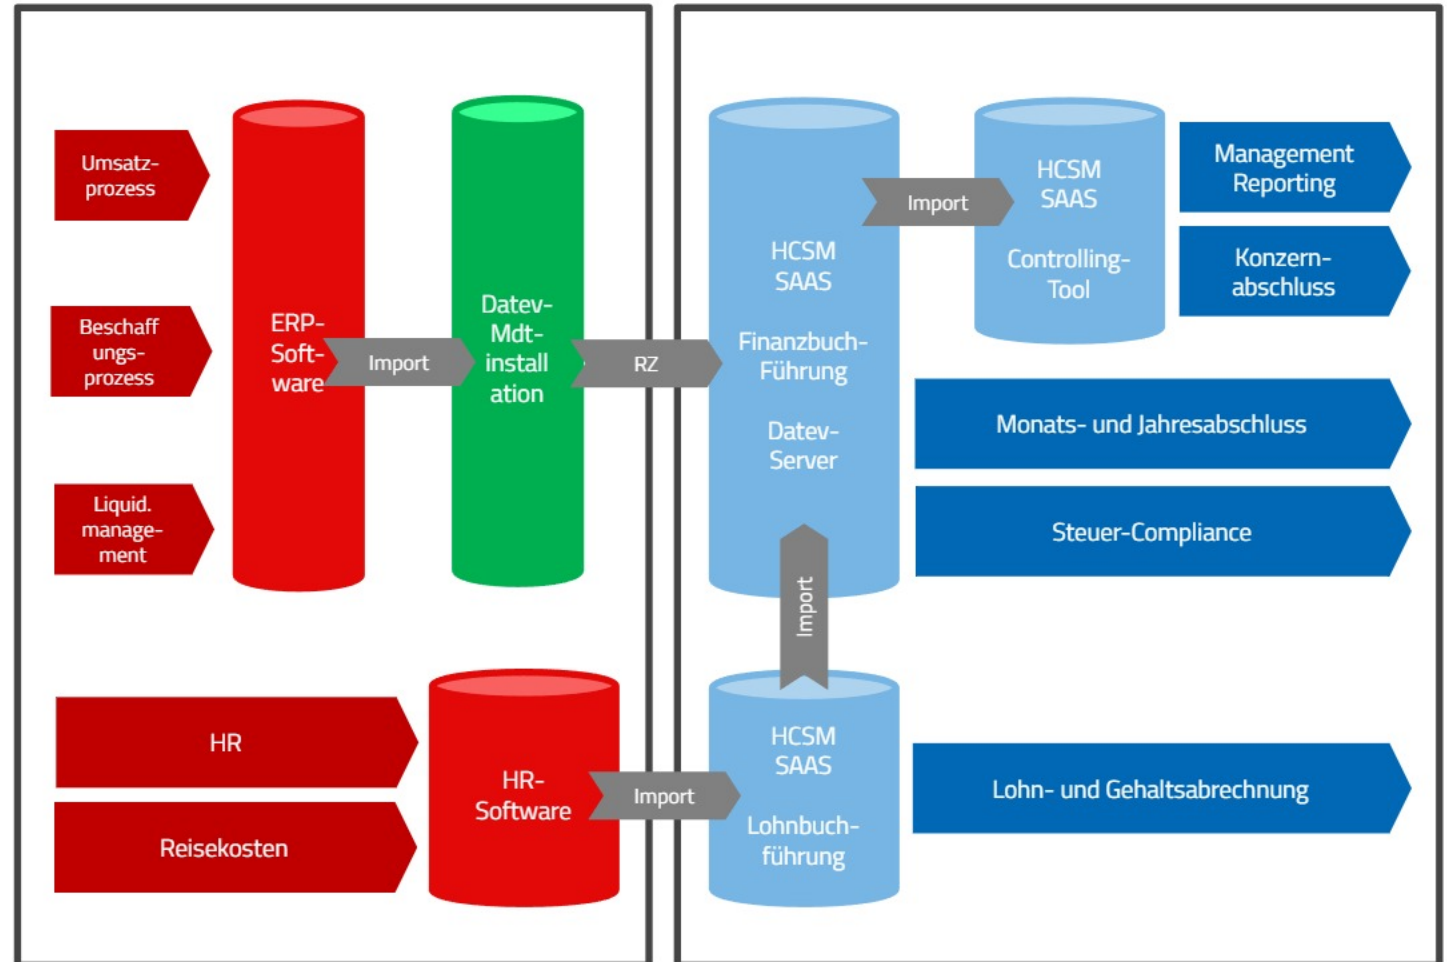 Umsatz-
prozess
Beschaff
ungs-
prozess
Liquid.
manage-
ment
ERP-
Soft-
ware
Import
Datev-
Mdt-
install
ation
RZ
HR
Reisekosten
HR-
Software
Import
HCSM
SAAS
Finanzbuch-
Führung
Datev-
Server
Import
HCSM
SAAS
Controlling-
Tool
Management
Reporting
Konzern-
abschluss
Monats- und Jahresabschluss
Steuer-Compliance
Import
HCSM
SAAS
Lohnbuch-
führung
Lohn- und Gehaltsabrechnung